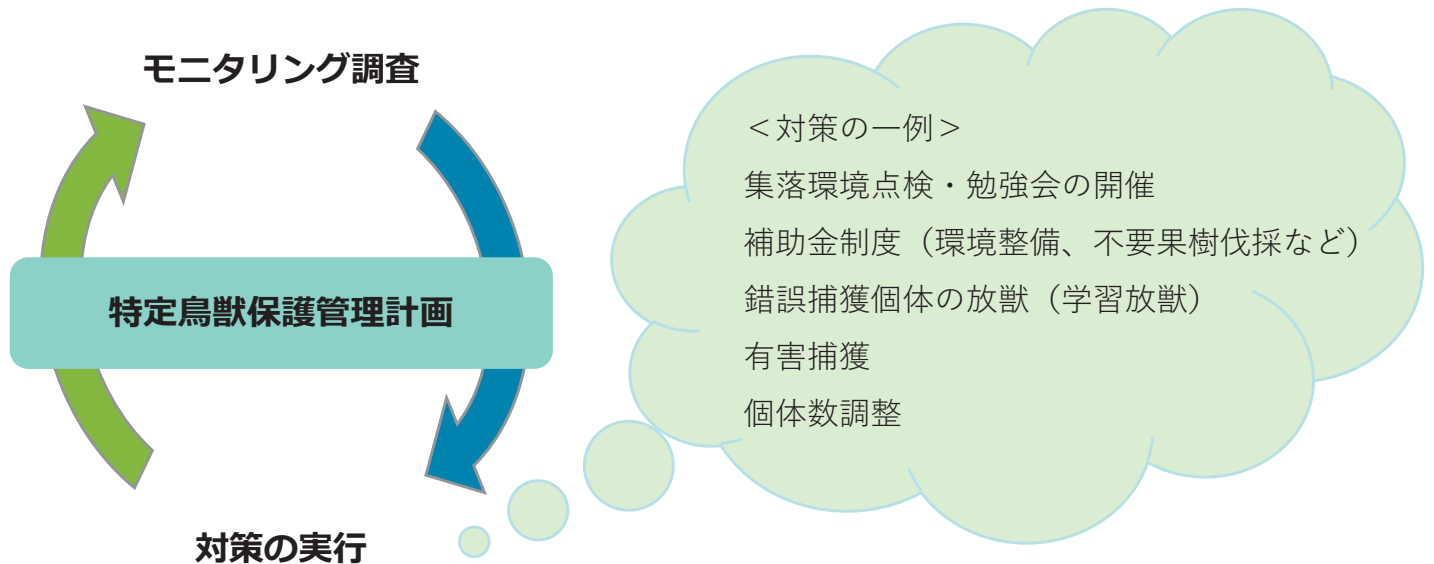 モニタリング調査
特定鳥獣保護管理計画
対策の実行
＜対策の一例＞
集落環境点検・勉強会の開催
補助金制度（環境整備、不要果樹伐採など）
錯誤捕獲個体の放獣（学習放獣）
有害捕獲
個体数調整